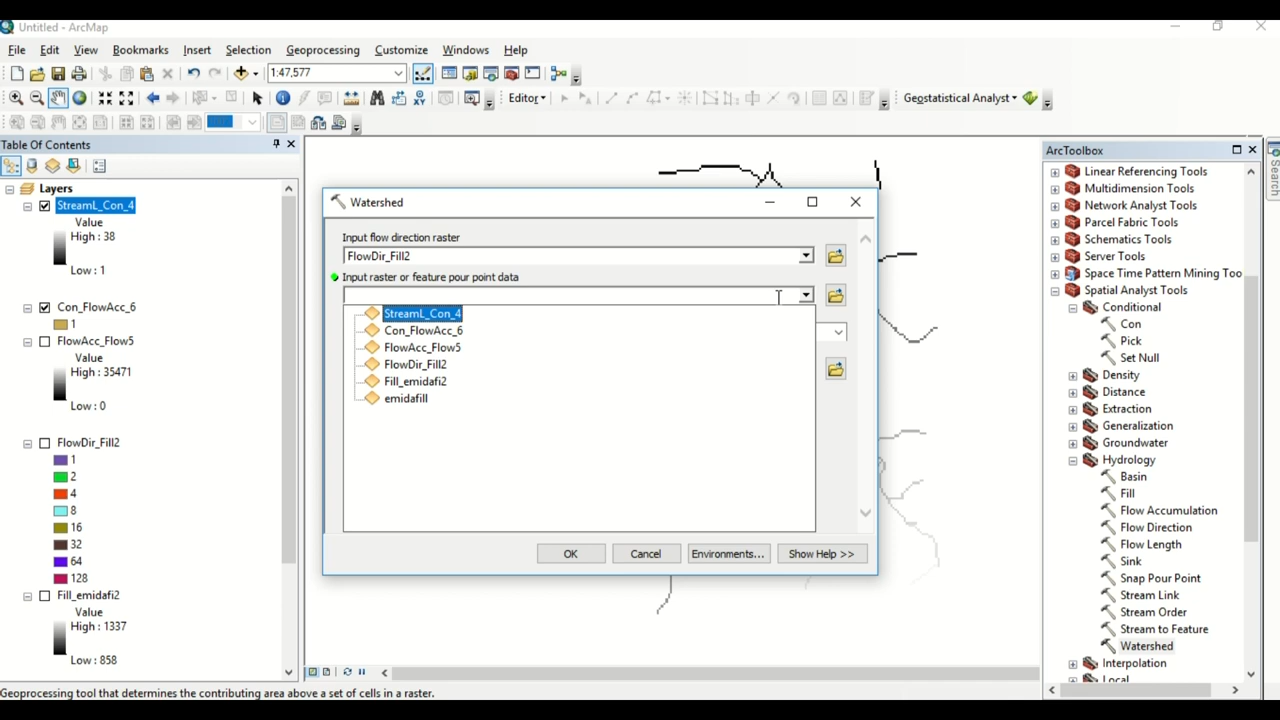 Untitled - ArcMap
File Edit View Bookmarks Insert Selection Geoprocessing Customize Windows Help
1:47,577
Editor
Geostatistical Analyst
Table Of Contents
Layers
StreamL_Con_4
Value
High : 38
Low : 1
Con_FlowAcc_6
1
FlowAcc_Flow5
Value
High : 35471
Low : 0
FlowDir_Fill2
1
2
4
8
16
32
64
128
Fill_emidafi2
Value
High : 1337
Low : 858
Watershed
Input flow direction raster
FlowDir_Fill2
Input raster or feature pour point data
StreamL_Con_4
Con_FlowAcc_6
FlowAcc_Flow5
FlowDir_Fill2
Fill_emidafi2
emidafill
OK Cancel Environments... Show Help >>
ArcToolbox
Linear Referencing Tools
Multidimension Tools
Network Analyst Tools
Parcel Fabric Tools
Schematics Tools
Server Tools
Space Time Pattern Mining Too
Spatial Analyst Tools
Conditional
Con
Pick
Set Null
Density
Distance
Extraction
Generalization
Groundwater
Hydrology
Basin
Fill
Flow Accumulation
Flow Direction
Flow Length
Sink
Snap Pour Point
Stream Link
Stream Order
Stream to Feature
Watershed
Interpolation
Local
Search
Geoprocessing tool that determines the contributing area above a set of cells in a raster.